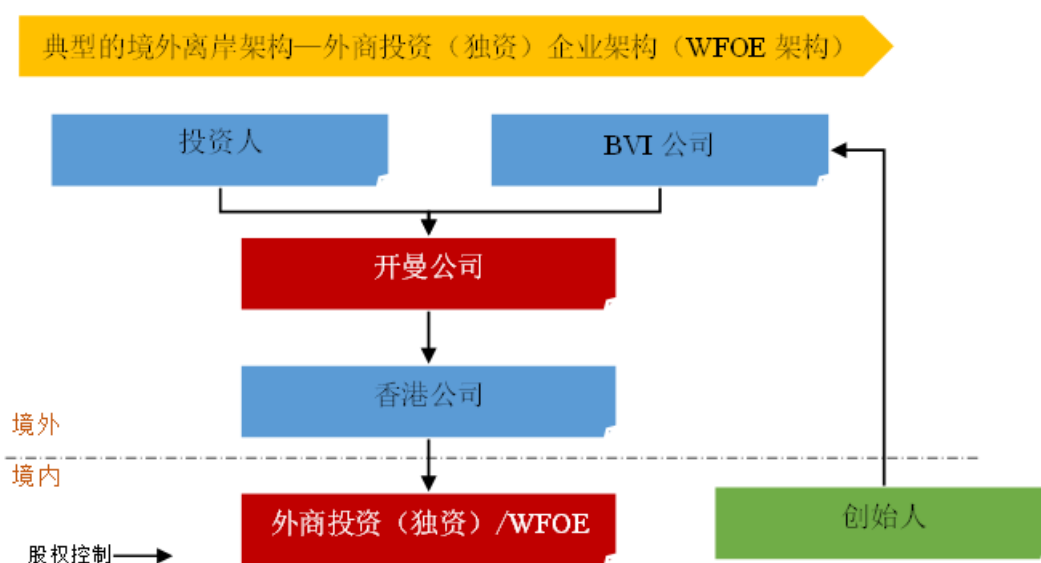 典型的境外离岸架构—外商投资（独资）企业架构（WFOE 架构）
投资人
BVI 公司
开曼公司
香港公司
境外
境内
外商投资（独资）/WFOE
创始人
股权控制